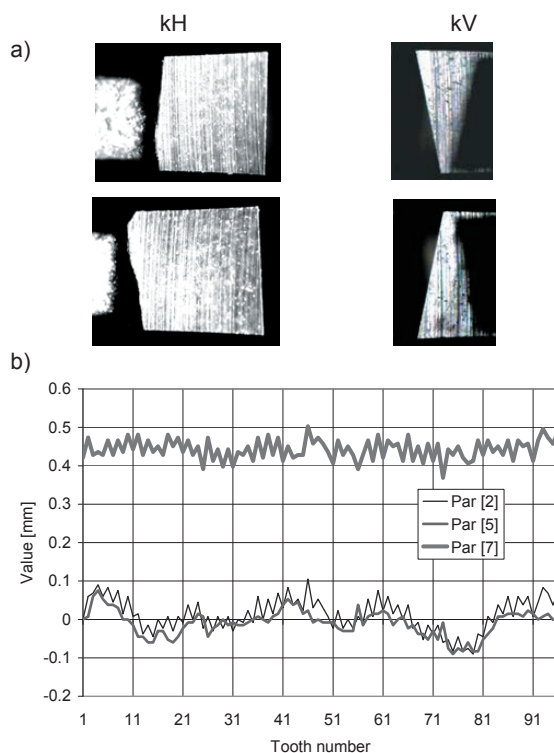 kH kV
a)
b)
0.6
0.5
0.4
0.3
0.2
0.1
0
-0.1
-0.2
Value [mm]
Par [2]
Par [5]
Par [7]
1 11 21 31 41 51 61 71 81 91
Tooth number